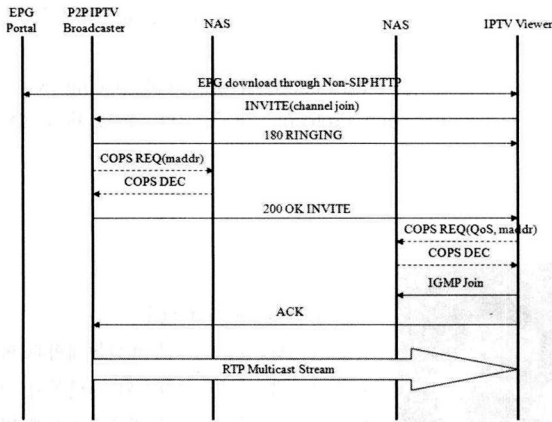 EPG
Portal
P2P IPTV
Broadcaster
NAS
NAS
IPTV Viewer
EPG download through Non-SIP HTTP
INVITE(channel join)
180 RINGING
COPS REQ(maddr)
COPS DEC
200 OK INVITE
COPS REQ(QoS, maddr)
COPS DEC
IGMP Join
ACK
RTP Multicast Stream